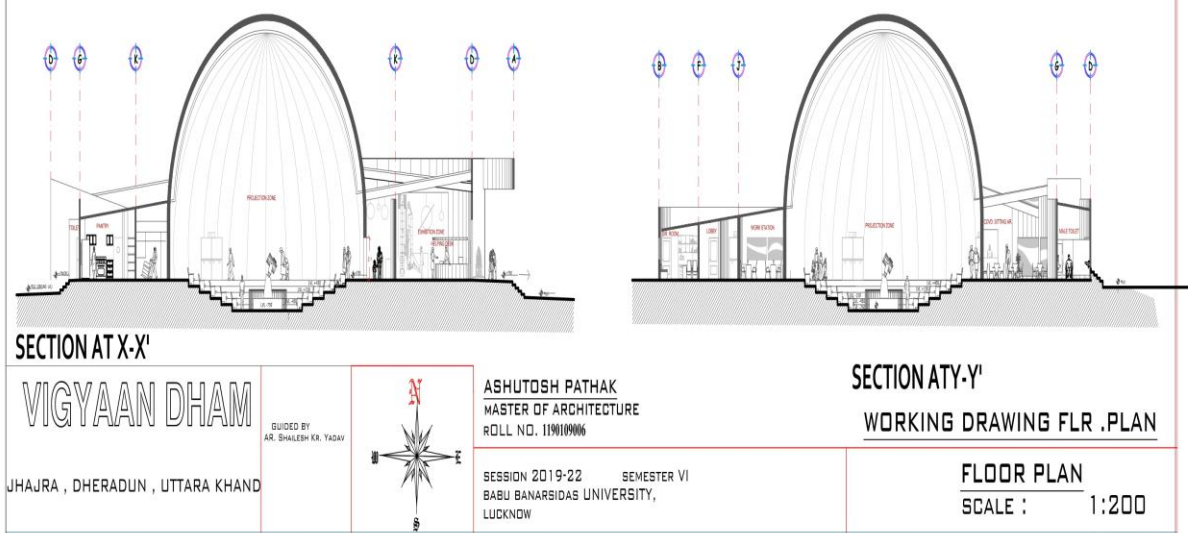 D G K K D A
B F J G D
PROJECTION ZONE
TOILET
PANTRY
EXHIBITION ZONE
PROJECTION ZONE
LOBBY
WORK STATION
MALE TOILET
SECTION AT X-X'
SECTION ATY-Y'
VIGYAAN DHAM
JHAJRA , DHERADUN , UTTARA KHAND
GUIDED BY
AR. SHAILESH KR. YADAV
N
ASHUTOSH PATHAK
MASTER OF ARCHITECTURE
ROLL NO. 1190109006
SESSION 2019-22 SEMESTER VI
BABU BANARSIDAS UNIVERSITY,
LUCKNOW
WORKING DRAWING FLR .PLAN
FLOOR PLAN
SCALE : 1:200